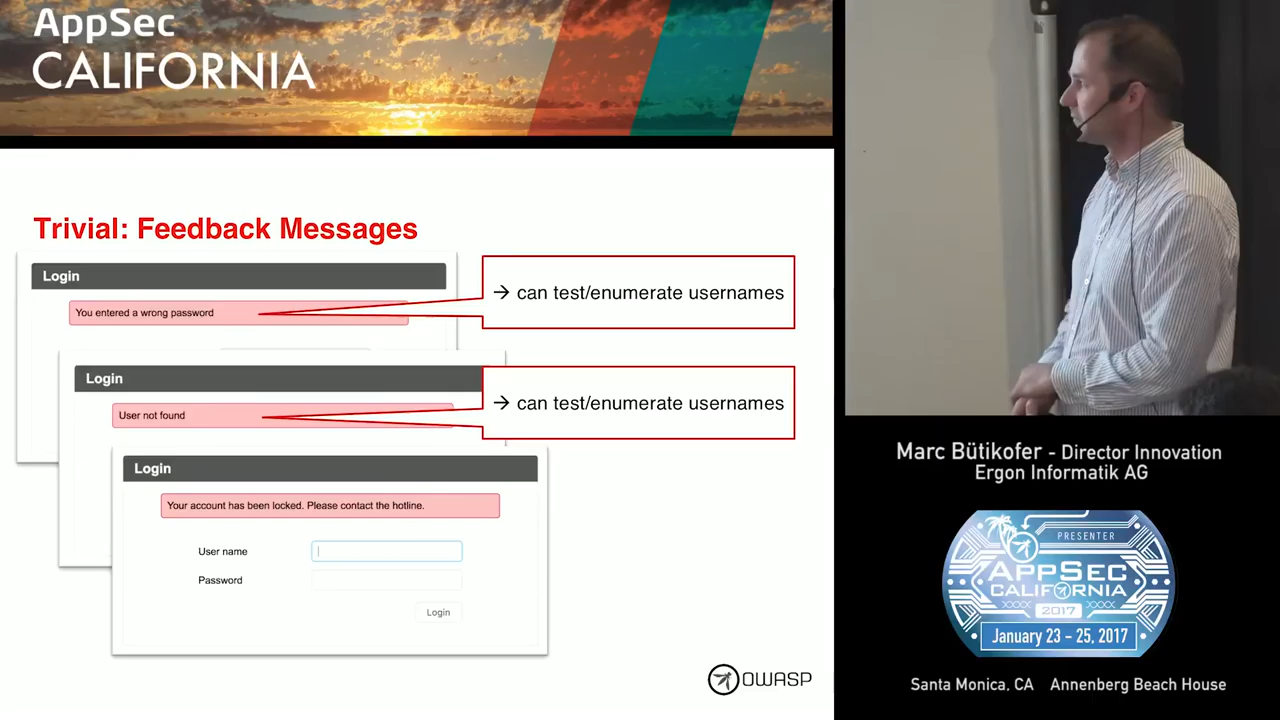 AppSec
CALIFORNIA
Trivial: Feedback Messages
Login
You entered a wrong password
→ can test/enumerate usernames
Login
User not found
→ can test/enumerate usernames
Login
Your account has been locked. Please contact the hotline.
User name
Password
Login
OWASP
Marc Bütikofer - Director Innovation
Ergon Informatik AG
PRESENTER
APPSEC
CALIFORNIA
2017
January 23 - 25, 2017
Santa Monica, CA Annenberg Beach House